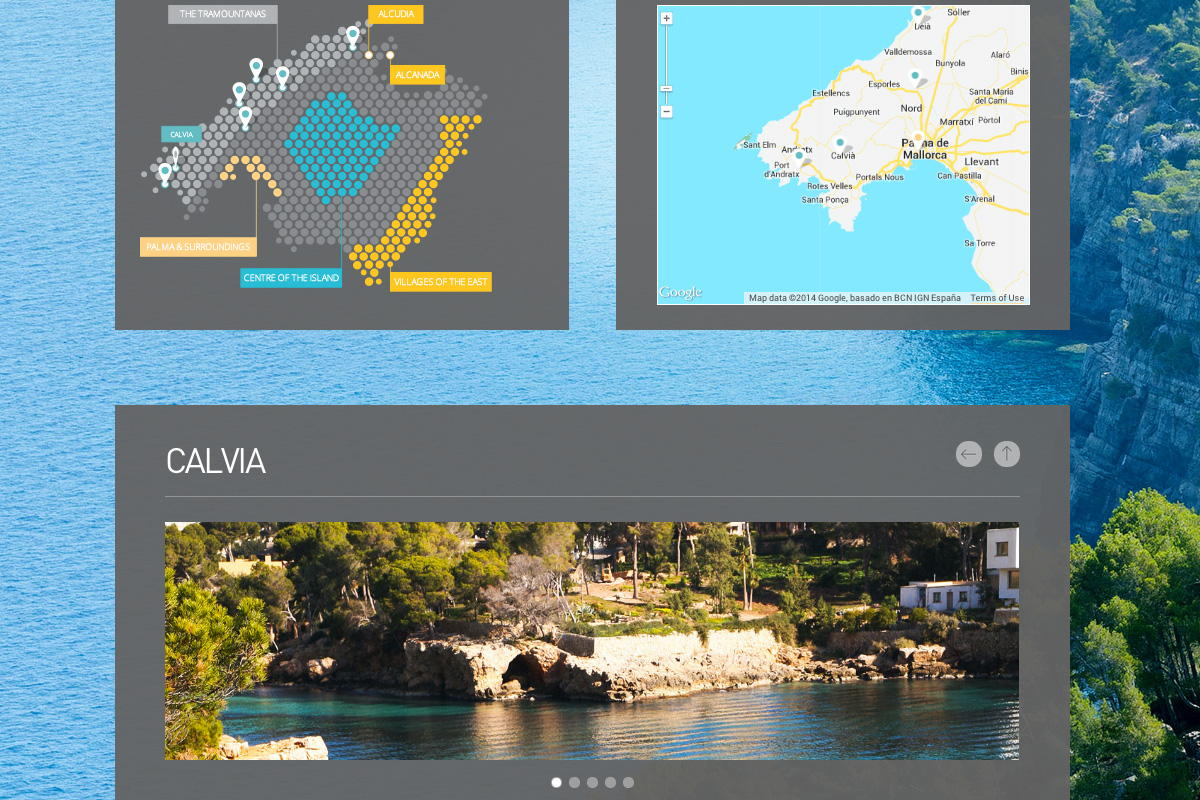 THE TRAMOUNTANAS
ALCUDIA
ALCANADA
CALVIA
PALMA & SURROUNDINGS
CENTRE OF THE ISLAND
VILLAGES OF THE EAST
Sóller
Valldemossa
Bunyola
Alaró
Binis
Esporles
Estellencs
Santa Maria
del Camí
Puigpunyent
Nord
Marratxí
Pòrtol
Sant Elm
Calvià
Palma de
Mallorca
Llevant
Port
d'Andratx
Portals Nous
Can Pastilla
Rotes Velles
Santa Ponça
S'Arenal
Sa Torre
Google
Map data ©2014 Google, basado en BCN IGN España
Terms of Use
CALVIA